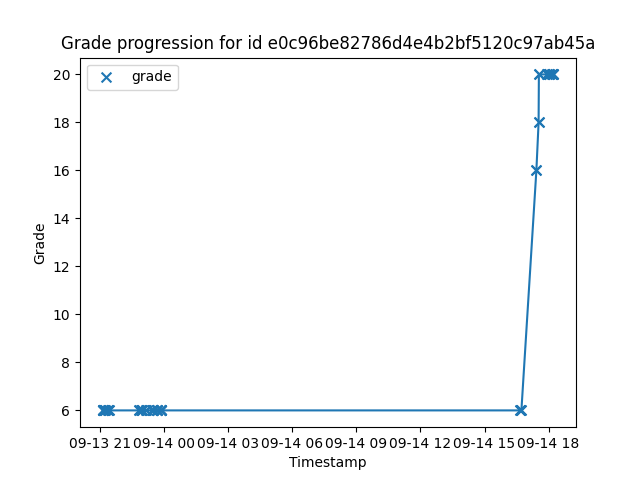 Grade progression for id e0c96be82786d4e4b2bf5120c97ab45a
grade
20
18
16
14
12
10
8
6
Grade
09-13 21 09-14 00 09-14 03 09-14 06 09-14 09 09-14 12 09-14 15 09-14 18
Timestamp